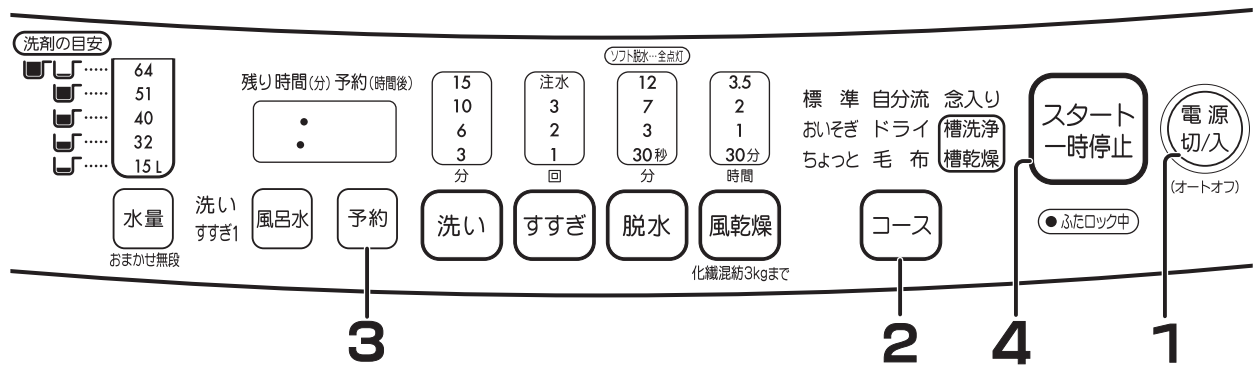 洗剤の目安
64
51
40
32
15L
水量
おまかせ無段
残り時間(分) 予約(時間後)
:
洗い
すすぎ1
風呂水
予約
3
15
10
6
3
分
洗い
注水
3
2
1
回
すすぎ
ソフト脱水…全点灯
12
7
3
30秒
分
脱水
3.5
2
1
30分
時間
風乾燥
化繊混紡3kgまで
標準 自分流 念入り
おいそぎ ドライ 槽洗浄
ちょっと 毛布 槽乾燥
コース
2
スタート
一時停止
4
ふたロック中
電源
切/入
(オートオフ)
1